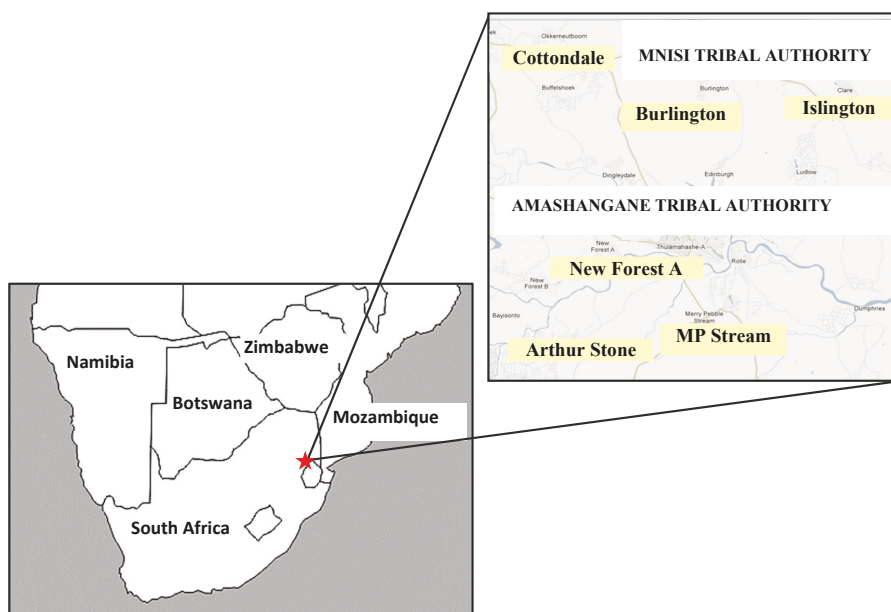 ek
Okkerneutboom
Cottondale
MNISI TRIBAL AUTHORITY
Buffelshoek
Burlington
Clare
Burlington
Islington
Dingleydale
Edinburgh
Ludlow
AMASHANGANE TRIBAL AUTHORITY
New
Forest A
Thulamahashe-A
Rolle
New Forest A
New
Forest B
Bayisonto
Merry Pebble
Stream
Dumphries
MP Stream
Arthur Stone
Namibia
Zimbabwe
Botswana
Mozambique
South Africa